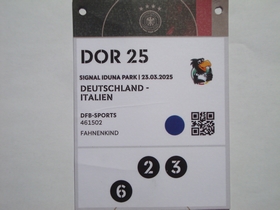 DOR 25
SIGNAL IDUNA PARK I 23.03.2025
DEUTSCHLAND -
ITALIEN
DFB-SPORTS
461502
FAHNENKIND
2 3
6